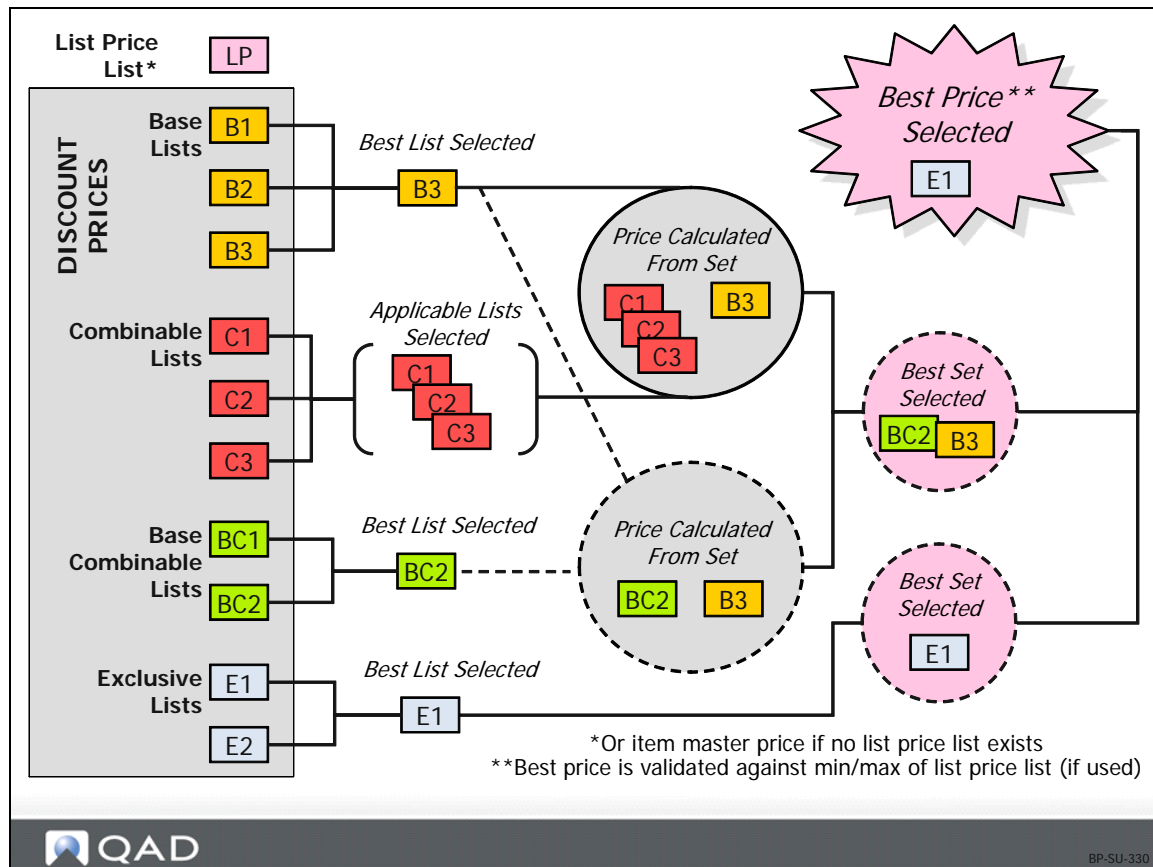 List Price
List*
LP
DISCOUNT
PRICES
Base
Lists
B1
B2
B3
Best List Selected
B3
Combinable
Lists
C1
C2
C3
Applicable Lists
Selected
C1
C2
C3
Base
Combinable
Lists
BC1
BC2
Best List Selected
BC2
Exclusive
Lists
E1
E2
Best List Selected
E1
Price Calculated
From Set
C1
C2
C3
B3
Price Calculated
From Set
BC2
B3
Best Set
Selected
BC2
B3
Best Set
Selected
E1
Best Price**
Selected
E1
*Or item master price if no list price list exists
**Best price is validated against min/max of list price list (if used)
QAD
BP-SU-330